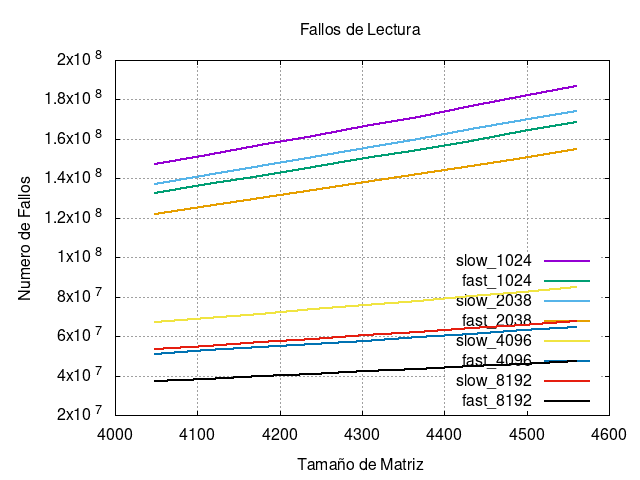 Fallos de Lectura
Numero de Fallos
2x10 8
1.8x10 8
1.6x10 8
1.4x10 8
1.2x10 8
1x10 8
8x10 7
6x10 7
4x10 7
2x10 7
slow_1024
fast_1024
slow_2038
fast_2038
slow_4096
fast_4096
slow_8192
fast_8192
4000 4100 4200 4300 4400 4500 4600
Tamaño de Matriz